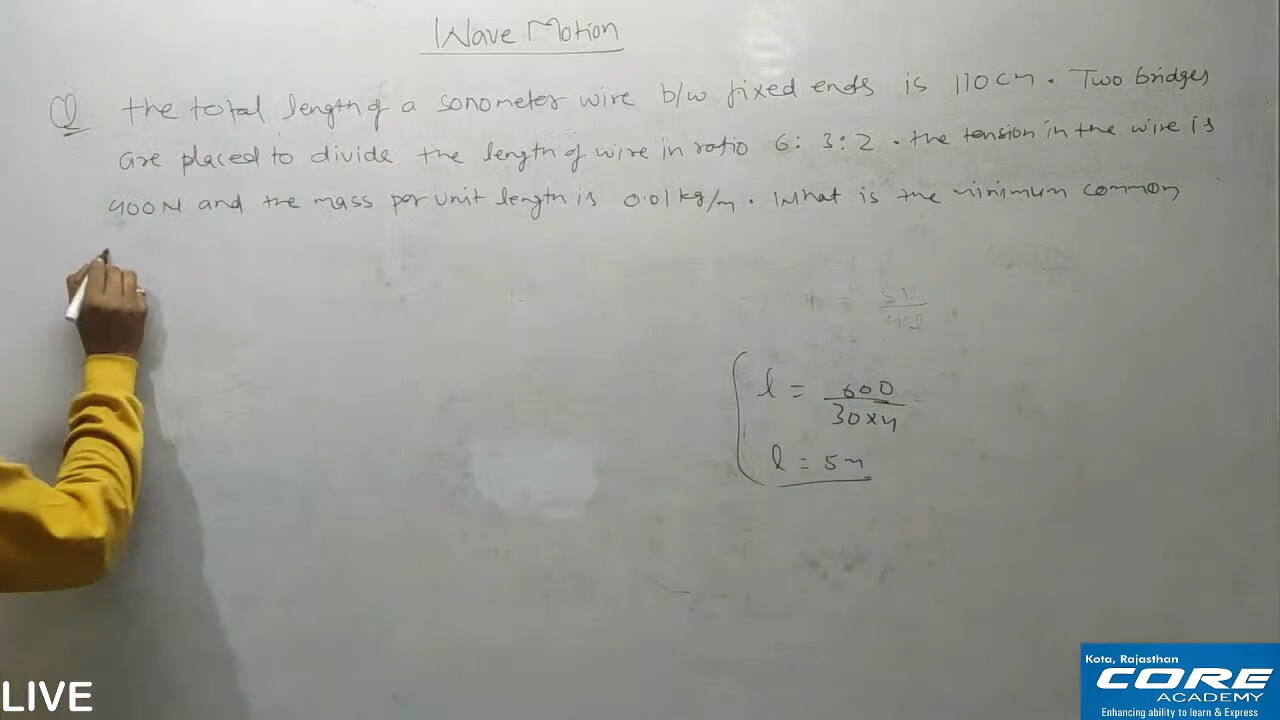 Wave Motion
Q the total length of a sonometer wire b/w fixed ends is 110 cm. Two bridges
are placed to divide the length of wire in ratio 6: 3:2. the tension in the wire is
400N and the mass per unit length is 0.01 kg/m. What is the minimum common
5V
l = 600
30x4
l = 5m
LIVE
Kota, Rajasthan
CORE
ACADEMY
Enhancing ability to learn & Express